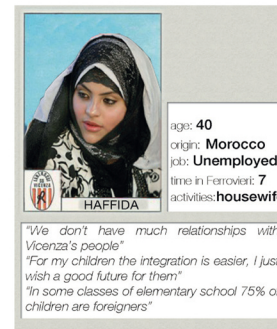 HAFFIDA
age: 40
origin: Morocco
job: Unemployed
time in Ferrovieri: 7
activities:housewif
"We don't have much relationships with
Vicenza's people"
"For my children the integration is easier, I just
wish a good future for them"
"In some classes of elementary school 75% of
children are foreigners"